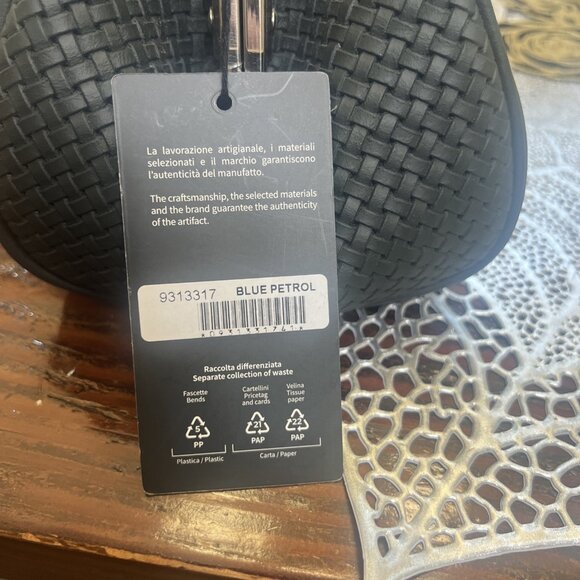 La lavorazione artigianale, i materiali
selezionati e il marchio garantiscono
l'autenticità del manufatto.
The craftsmanship, the selected materials
and the brand guarantee the authenticity
of the artifact.
9313317 BLUE PETROL
*0931331741*
Raccolta differenziata
Separate collection of waste
Fascette
Bends
Cartellini
Pricetag
and cards
Velina
Tissue
paper
5
PP
21
PAP
22
PAP
Plastica / Plastic
Carta / Paper